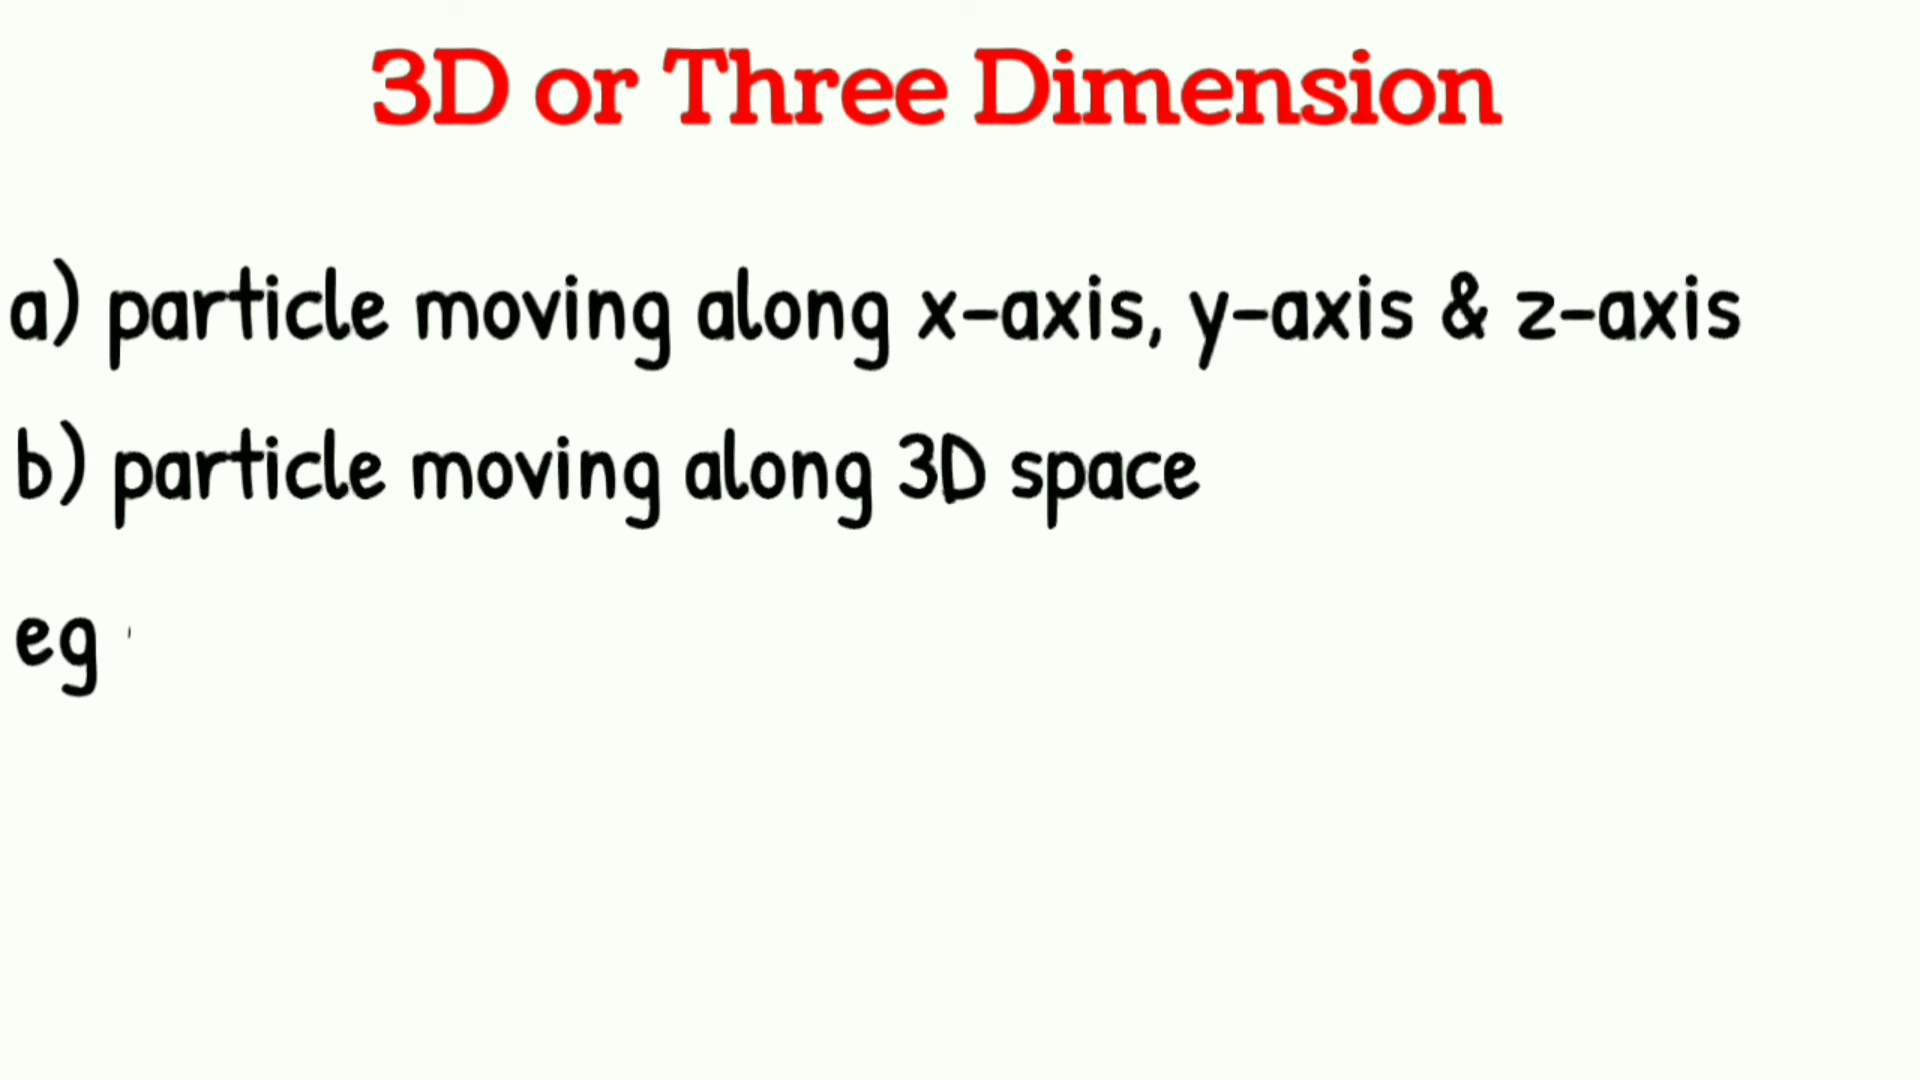 3D or Three Dimension
a) particle moving along x-axis, y-axis & z-axis
b) particle moving along 3D space
eg